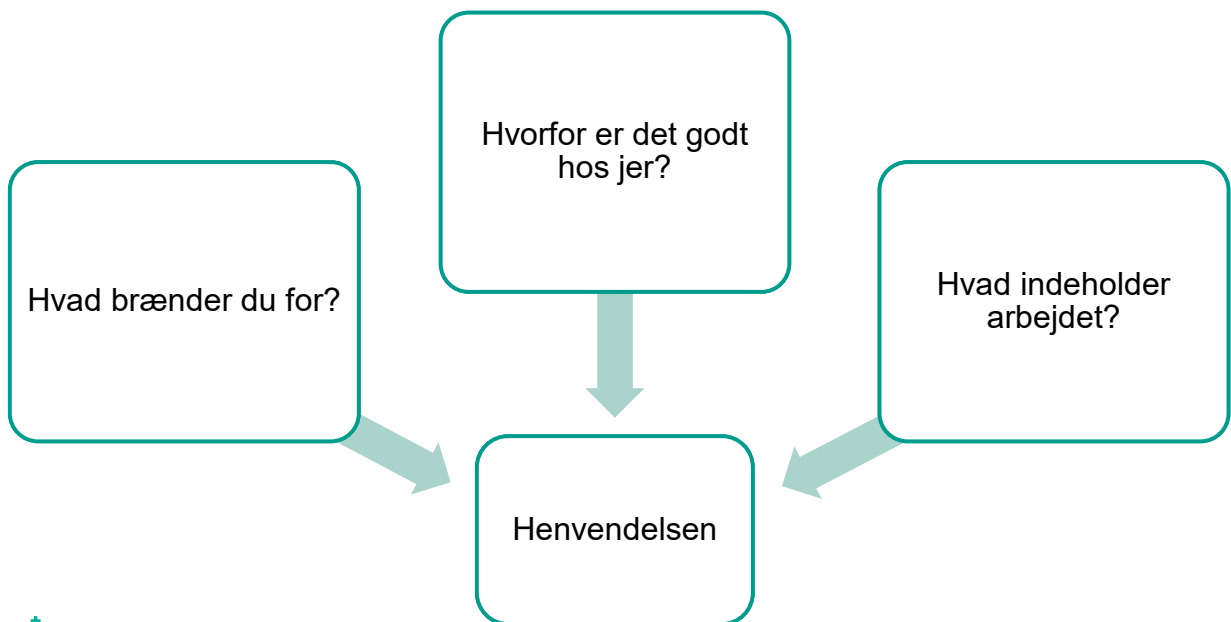 Hvorfor er det godt
hos jer?
Hvad brænder du for?
Hvad indeholder
arbejdet?
Henvendelsen